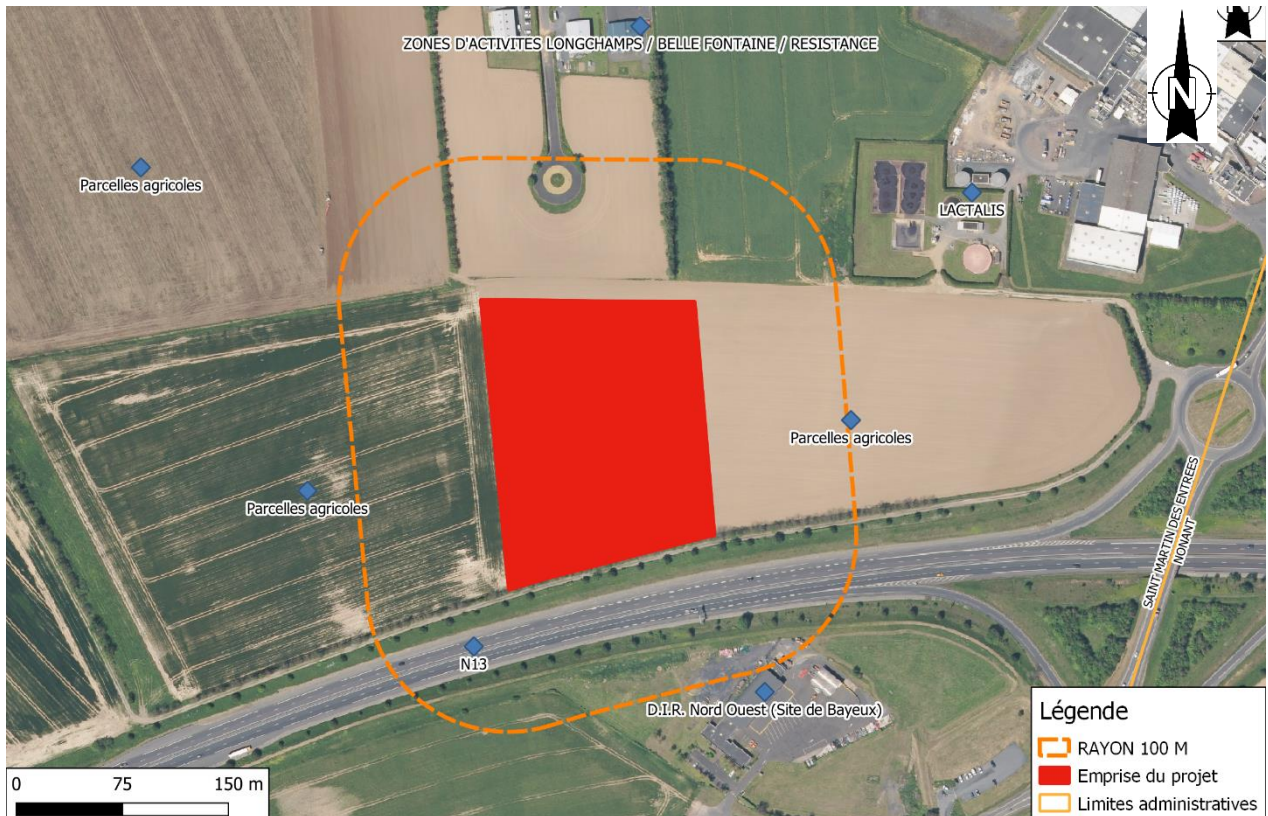 ZONES D'ACTIVITES LONGCHAMPS / BELLE FONTAINE / RESISTANCE
N
Parcelles agricoles
LACTALIS
Parcelles agricoles
Parcelles agricoles
SAINT MARTIN DES ENTREES
NONANT
N13
D.I.R. Nord Ouest (Site de Bayeux)
Légende
RAYON 100 M
Emprise du projet
Limites administratives
0 75 150 m